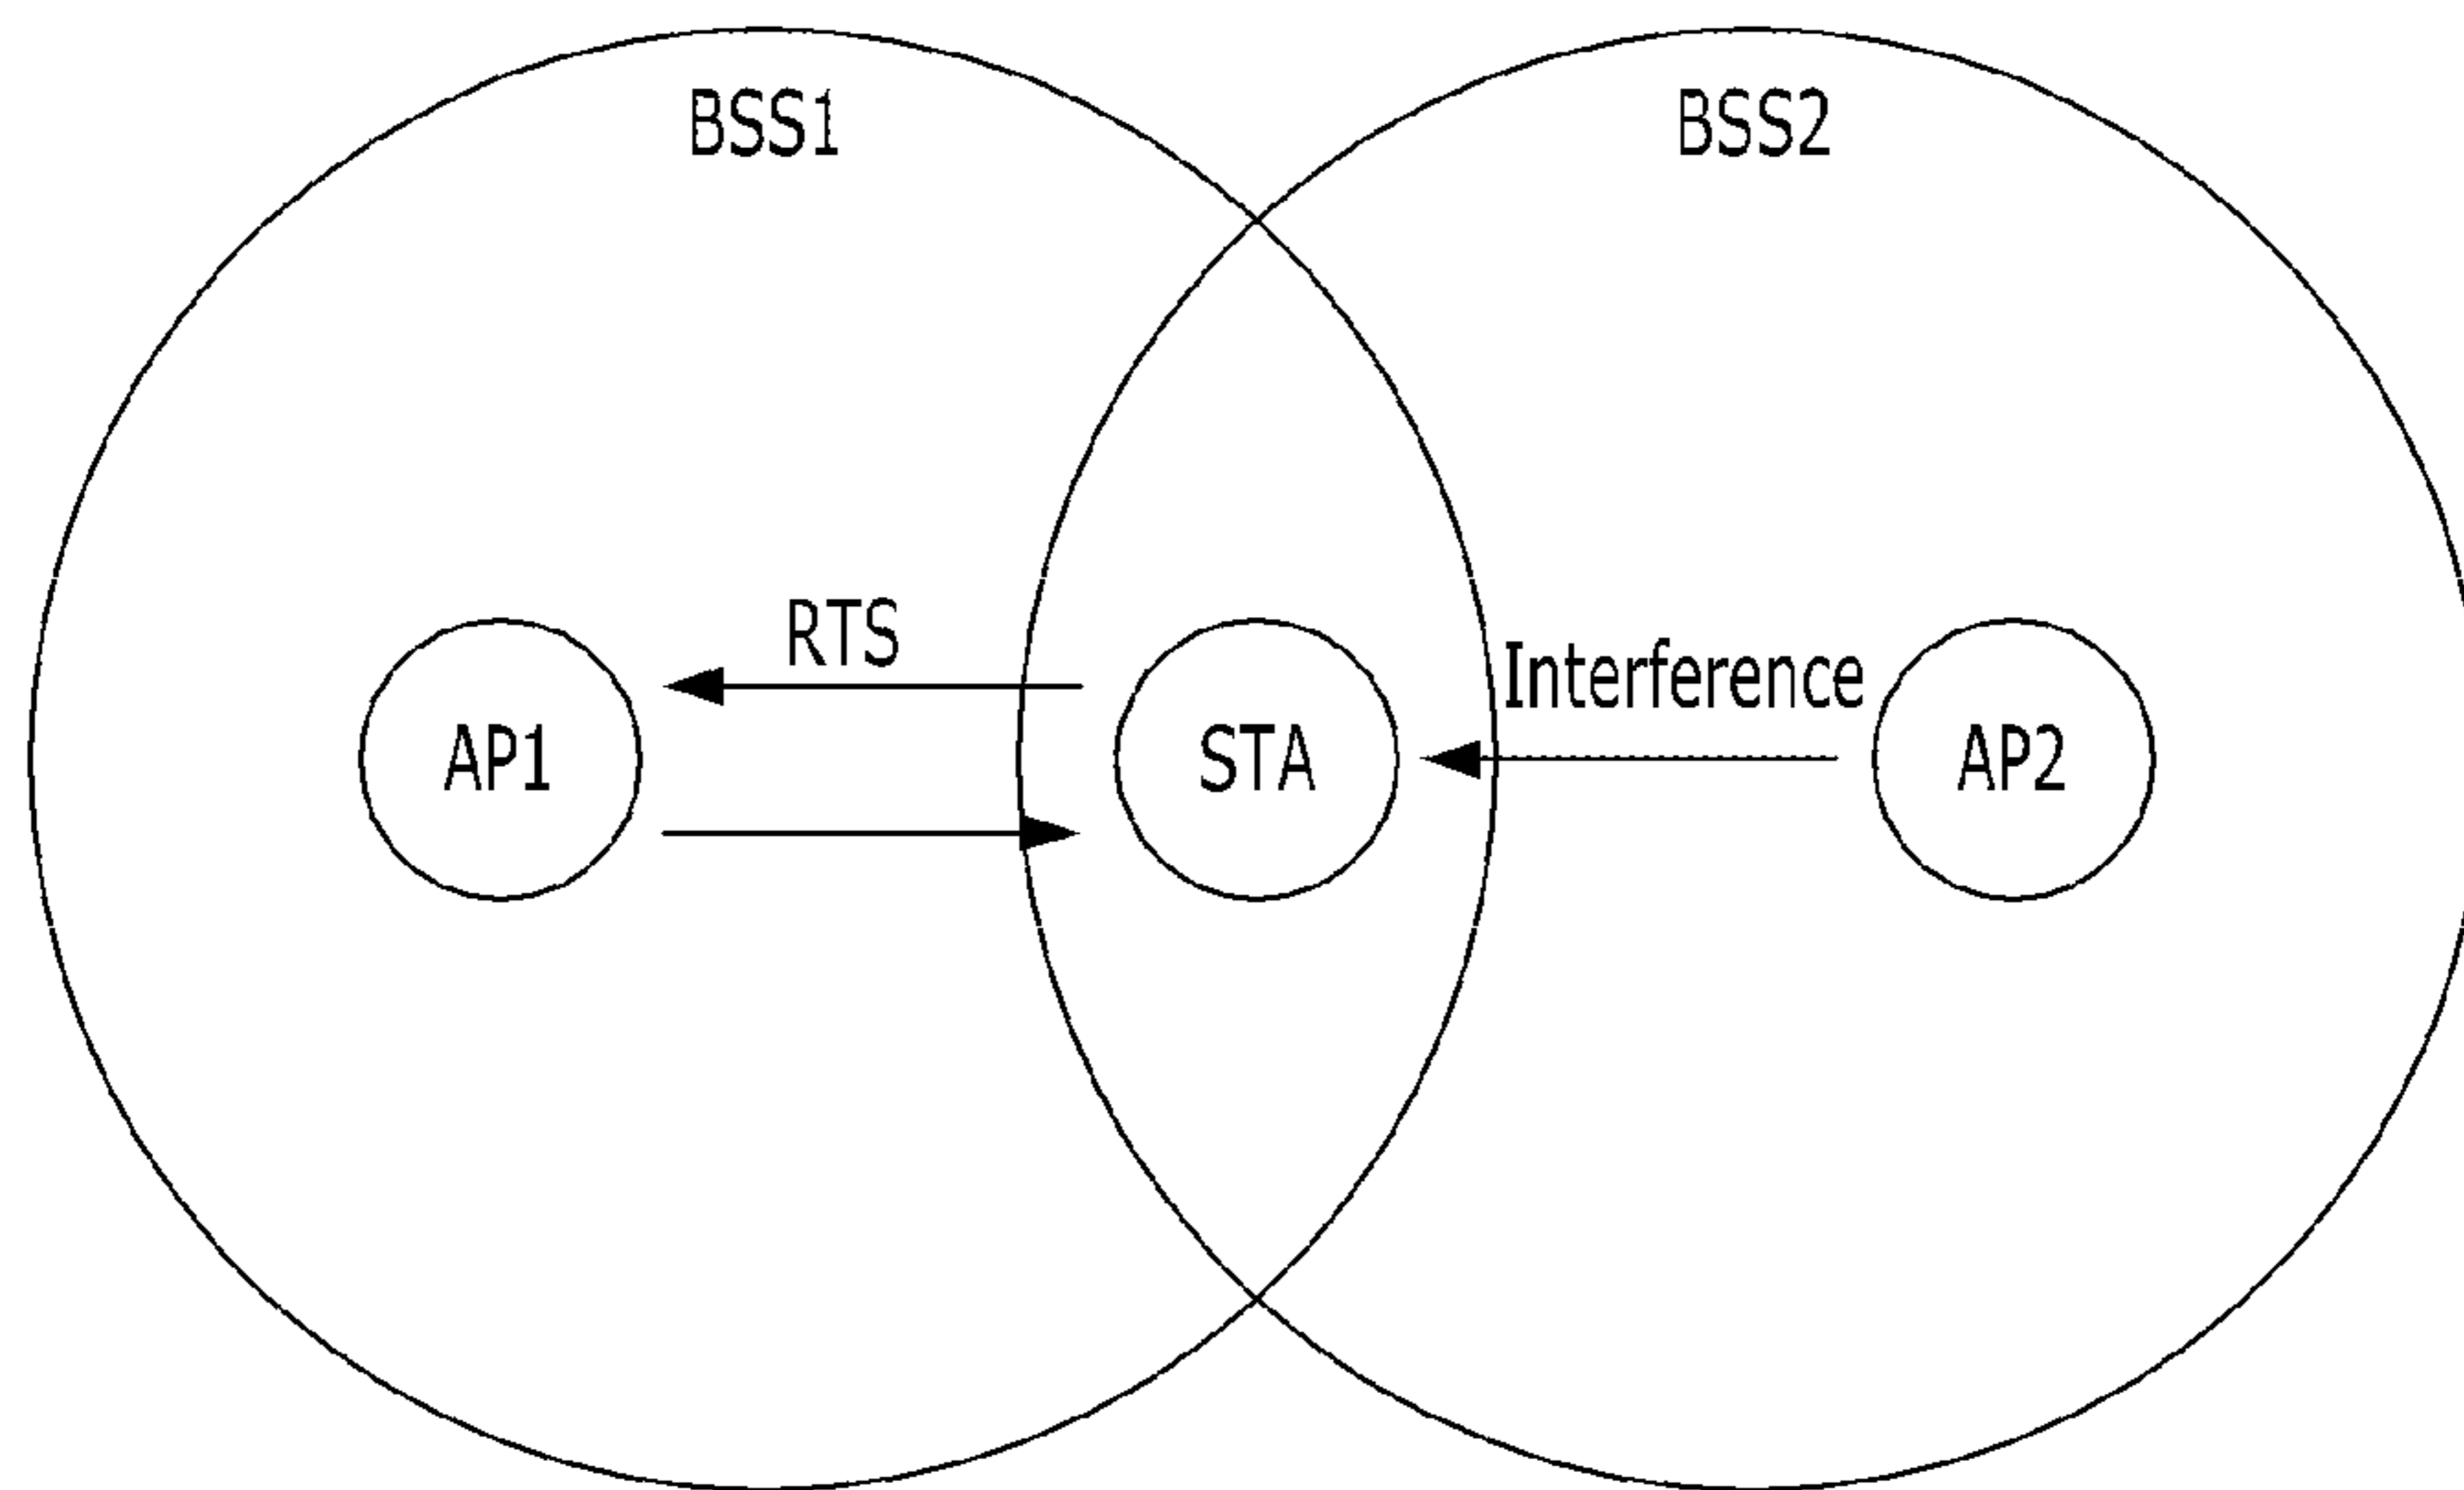 BSS1
BSS2
RTS
Interference
AP1
STA
AP2